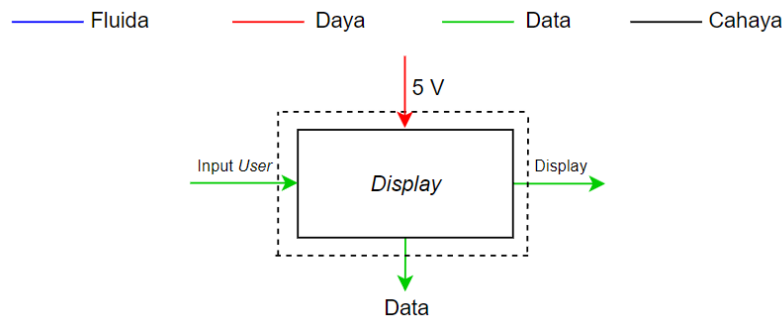 Fluida Daya Data Cahaya
5 V
Input User Display Display
Data